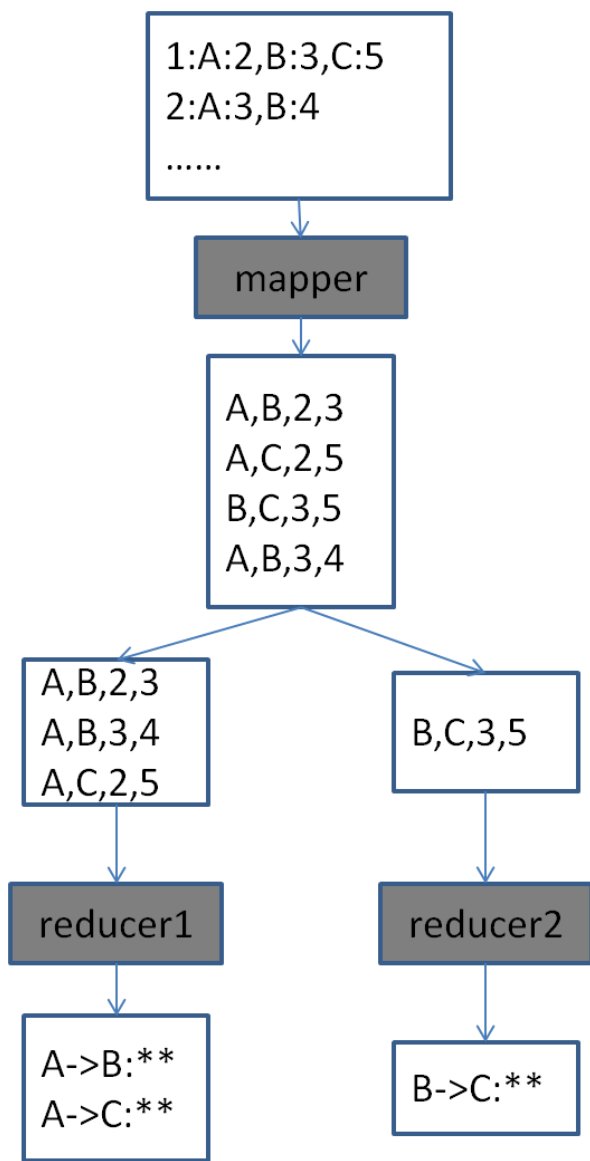 1:A:2,B:3,C:5
2:A:3,B:4
......
mapper
A,B,2,3
A,C,2,5
B,C,3,5
A,B,3,4
A,B,2,3
A,B,3,4
A,C,2,5
B,C,3,5
reducer1
reducer2
A->B:**
A->C:**
B->C:**